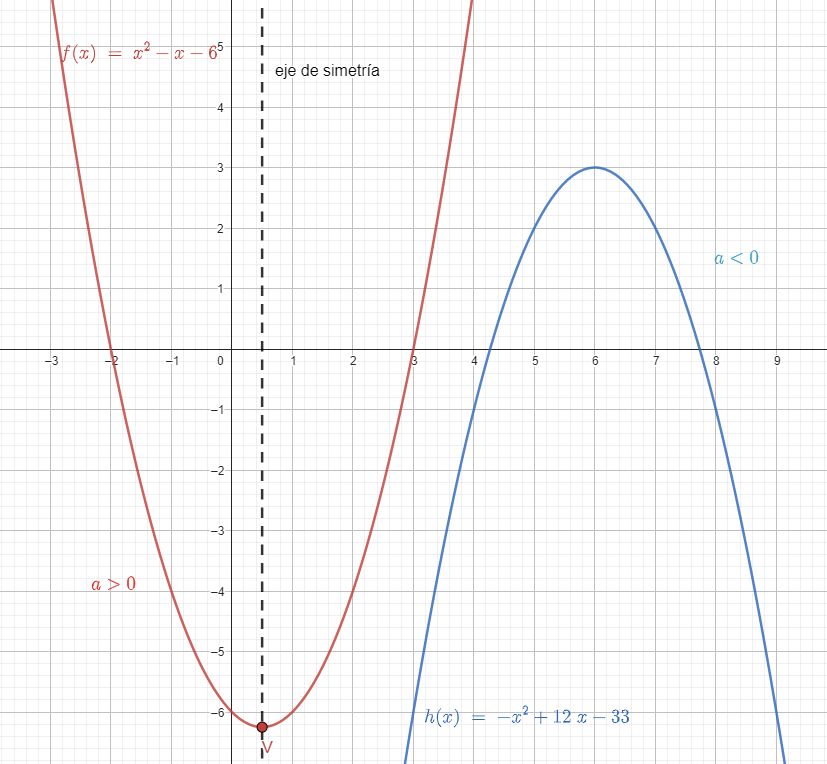 f(x) = x² − x − 6
5
eje de simetría
4
3
2
a < 0
1
−3 −2 −1 0 1 2 3 4 5 6 7 8 9
−1
−2
−3
a > 0
−4
−5
−6
h(x) = −x² + 12 x − 33
V